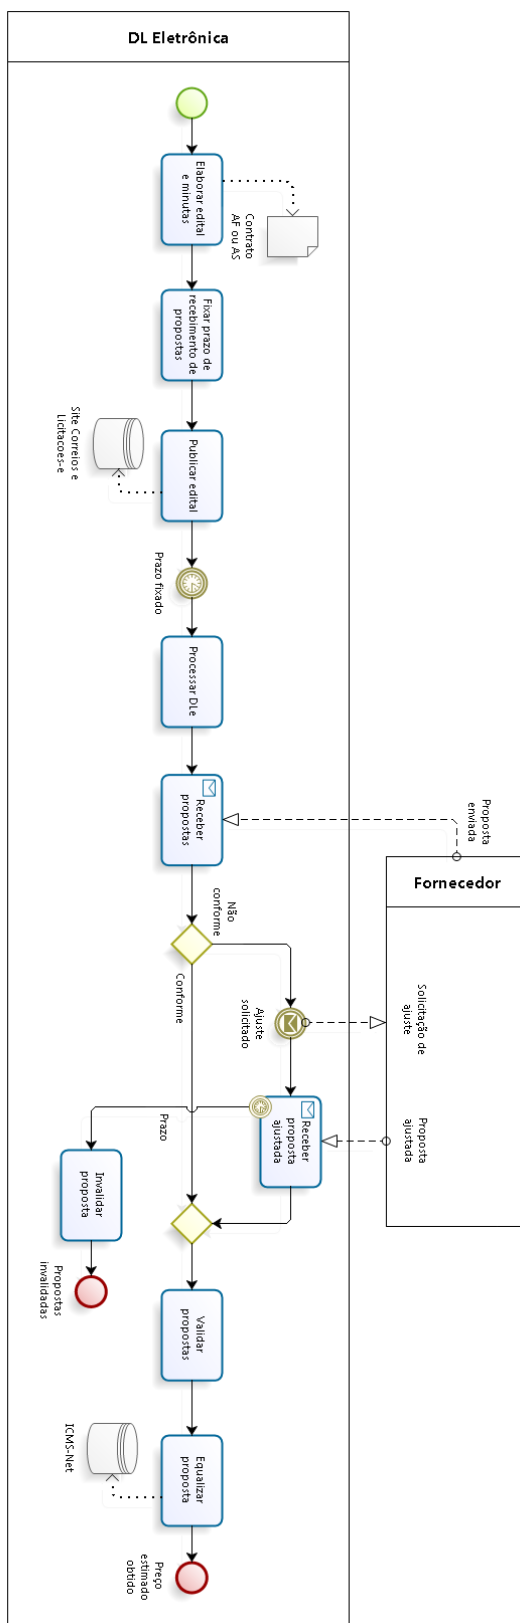 DL Eletrônica
Elaborar edital
e minutas
Contrato
AF ou AS
Fixar prazo de
recebimento de
propostas
Publicar edital
Site Correios e
Licitacoes-e
Prazo fixado
Processar DLe
Receber
propostas
Proposta
enviada
Fornecedor
Não
conforme
Conforme
Ajuste
solicitado
Solicitação de
ajuste
Receber
proposta
ajustada
Proposta
ajustada
Prazo
Invalidar
proposta
Propostas
invalidadas
Validar
propostas
Equalizar
proposta
ICMS-Net
Preço
estimado
obtido